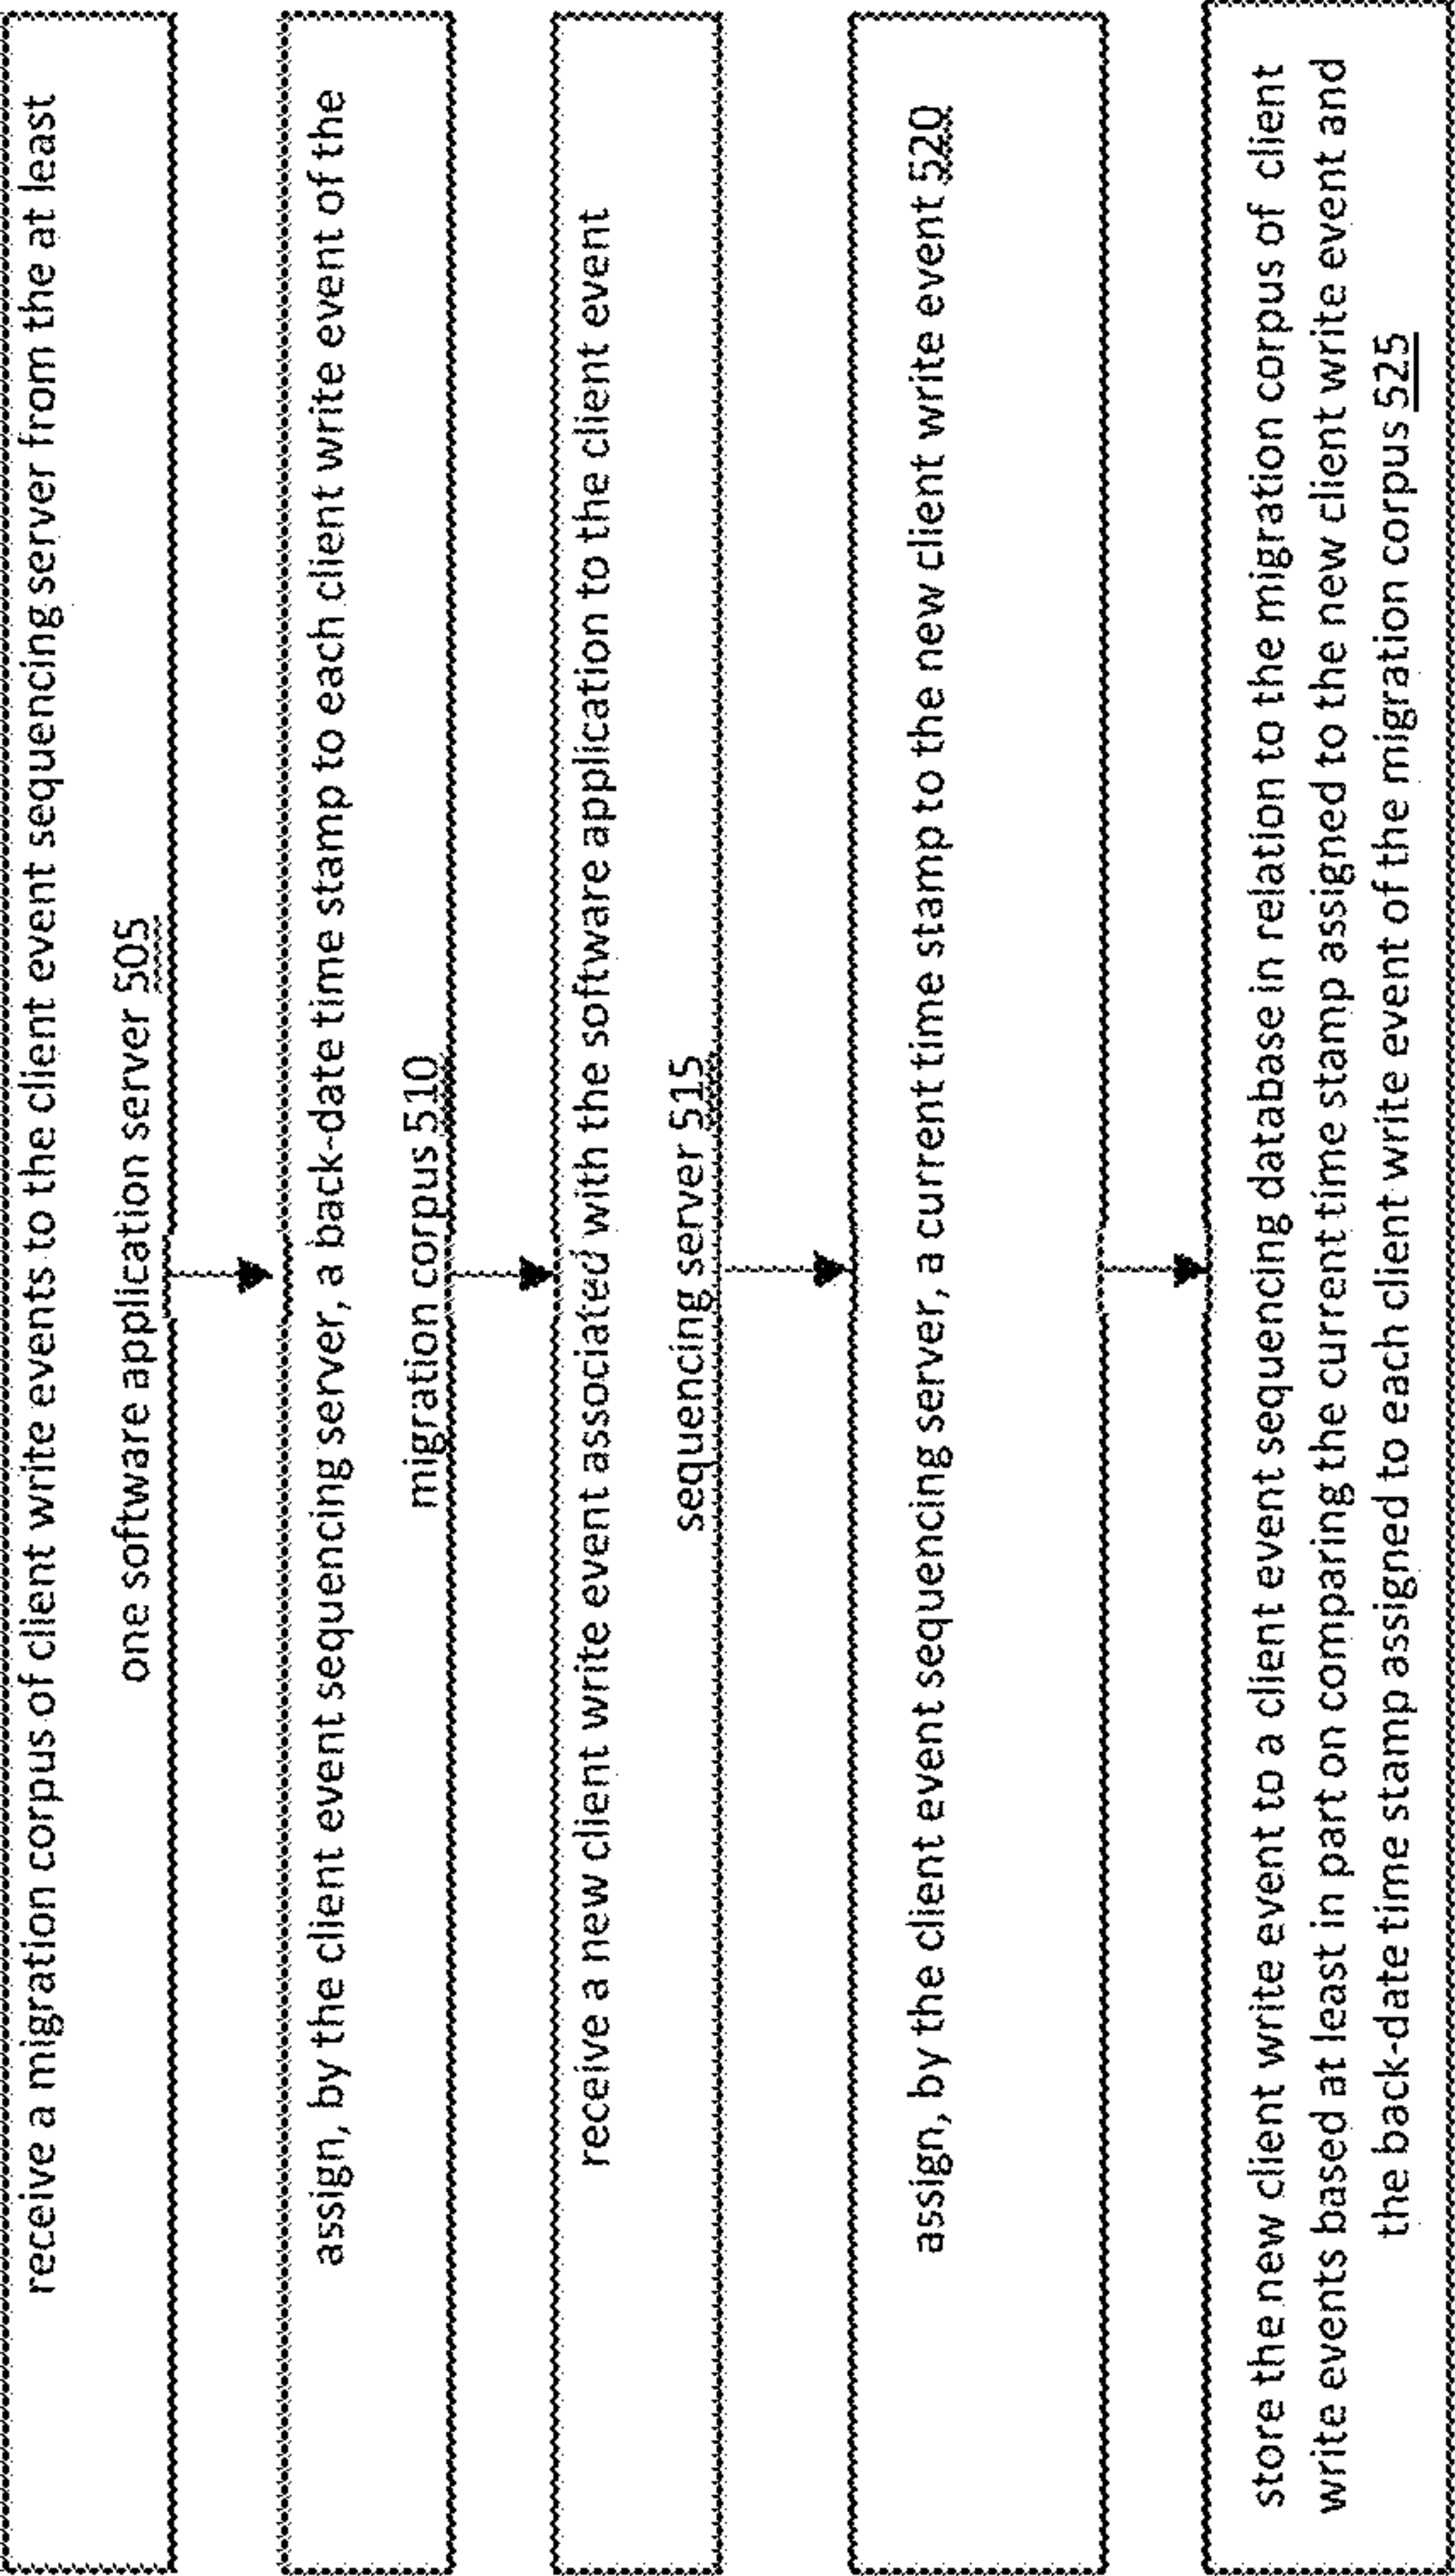 receive a migration corpus of client write events to the client event sequencing server from the at least
one software application server 505
assign, by the client event sequencing server, a back-date time stamp to each client write event of the
migration corpus 510
receive a new client write event associated with the software application to the client event
sequencing server 515
assign, by the client event sequencing server, a current time stamp to the new client write event 520
store the new client write event to a client event sequencing database in relation to the migration corpus of client
write events based at least in part on comparing the current time stamp assigned to the new client write event and
the back-date time stamp assigned to each client write event of the migration corpus 525